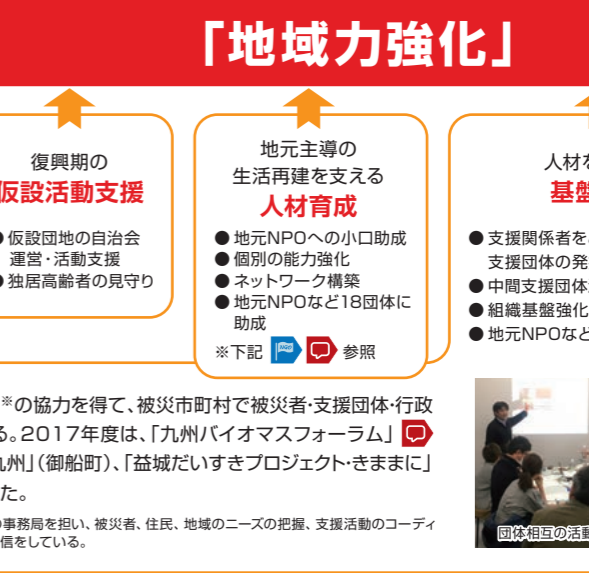 「地域力強化」
復興期の
仮設活動支援
● 仮設団地の自治会
運営・活動支援
● 独居高齢者の見守り
地元主導の
生活再建を支える
人材育成
● 地元NPOへの小口助成
● 個別の能力強化
● ネットワーク構築
● 地元NPOなど18団体に
助成
※下記 参照
人材
基盤
● 支援関係者を
支援団体の発
● 中間支援団体
● 組織基盤強化
● 地元NPOなど
※の協力を得て、被災市町村で被災者・支援団体・行政
る。2017年度は、「九州バイオマスフォーラム」
九州」(御船町)、「益城だいすきプロジェクト・きままに」
た。
の事務局を担い、被災者、住民、地域のニーズの把握、支援活動のコーディ
信をしている。
団体相互の活動